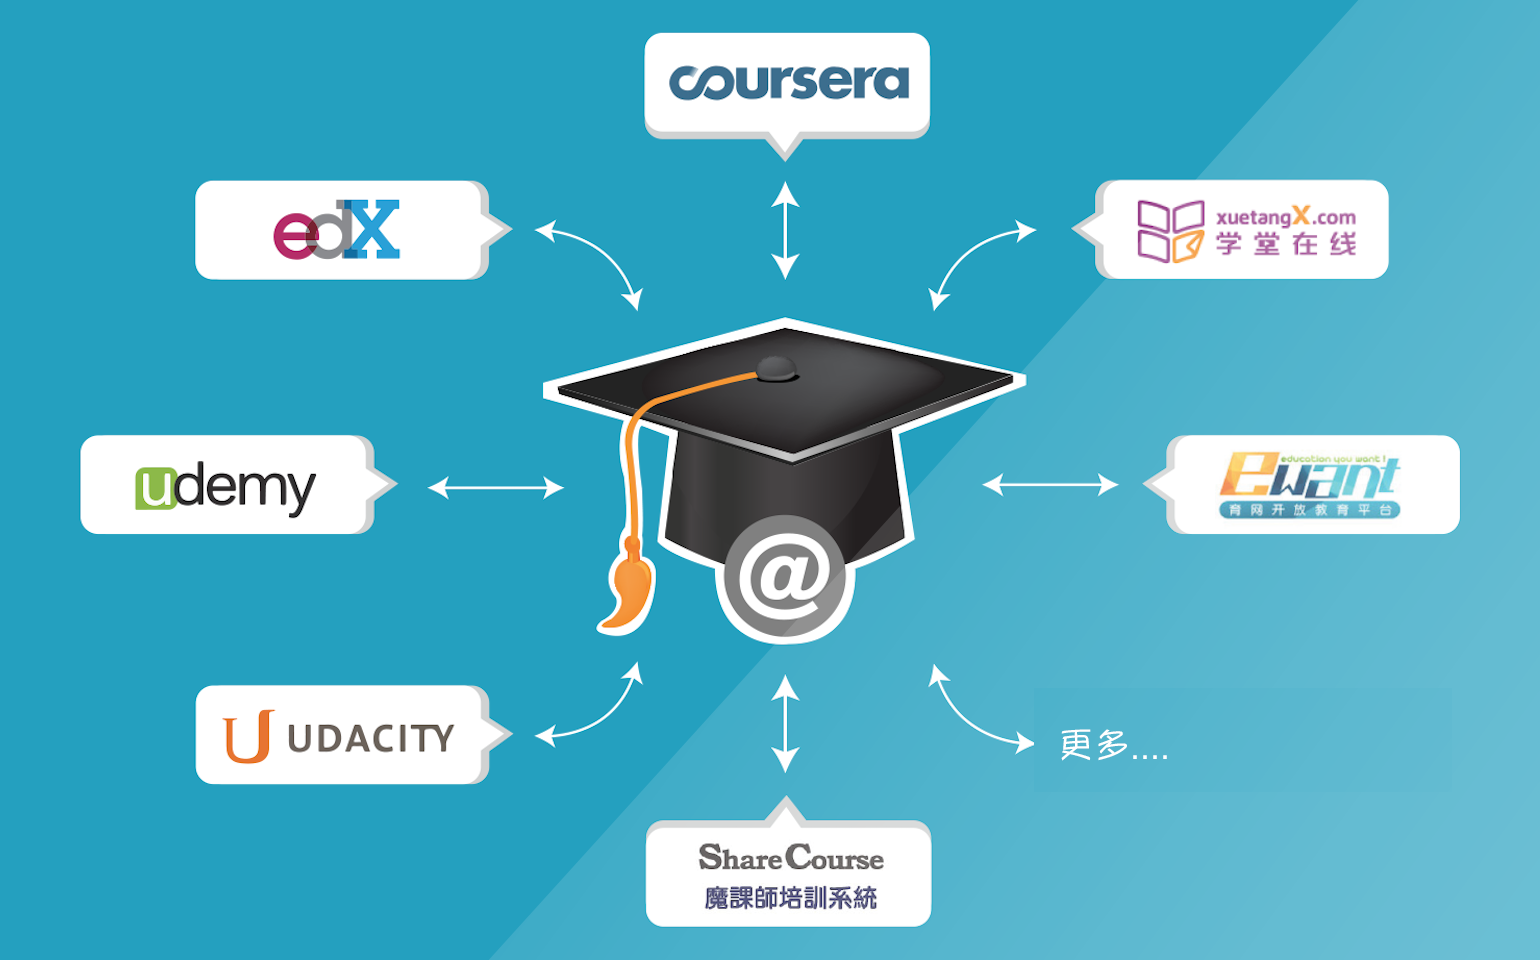 coursera
edX
xuetangX.com
学堂在线
udemy
education you want !
ewant
育网开放教育平台
@
U UDACITY
更多....
ShareCourse
魔課師培訓系統